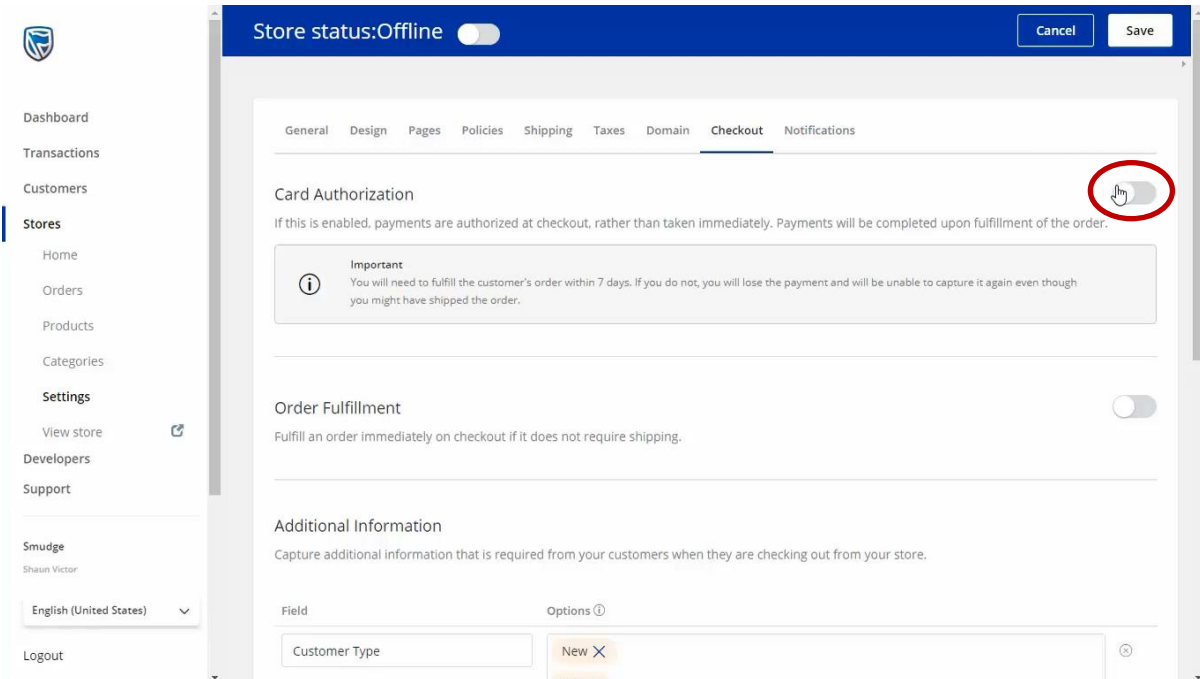 Store status:Offline
Cancel
Save
Dashboard
Transactions
Customers
Stores
Home
Orders
Products
Categories
Settings
View store
Developers
Support
Smudge
Shaun Victor
English (United States)
Logout
General Design Pages Policies Shipping Taxes Domain Checkout Notifications
Card Authorization
If this is enabled, payments are authorized at checkout, rather than taken immediately. Payments will be completed upon fulfillment of the order.
Important
You will need to fulfill the customer's order within 7 days. If you do not, you will lose the payment and will be unable to capture it again even though
you might have shipped the order.
Order Fulfillment
Fulfill an order immediately on checkout if it does not require shipping.
Additional Information
Capture additional information that is required from your customers when they are checking out from your store.
Field Options
Customer Type New